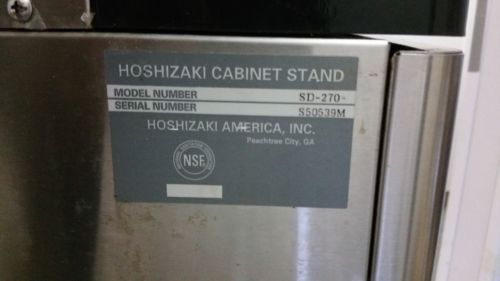 HOSHIZAKI CABINET STAND
MODEL NUMBER SD-270
SERIAL NUMBER S50539M
HOSHIZAKI AMERICA, INC.
Peachtree City, GA
NSF